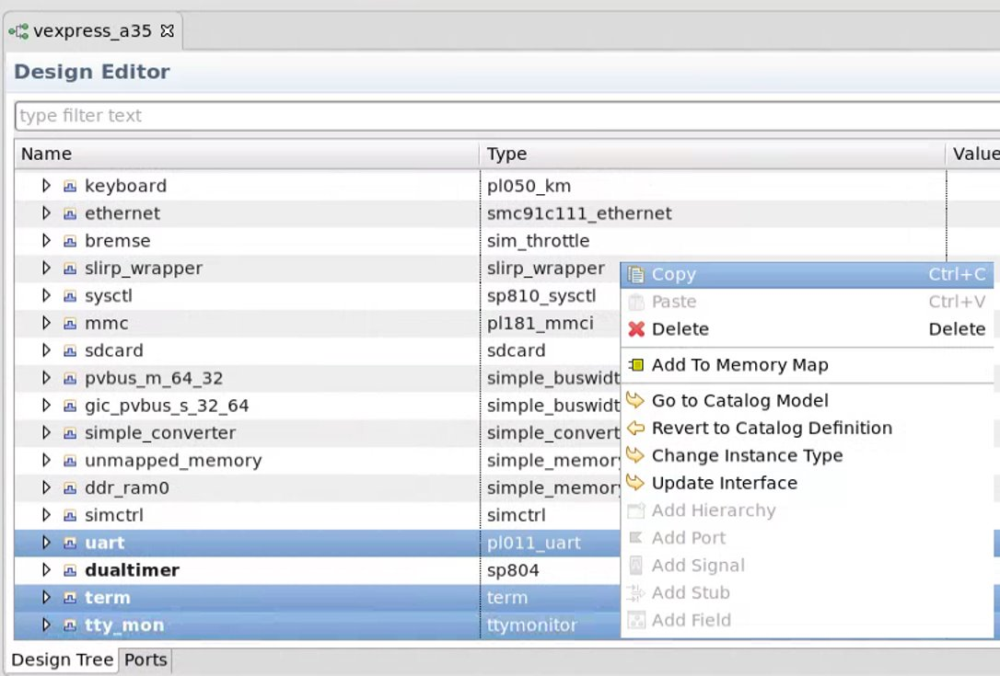 vexpress_a35
Design Editor
type filter text
Name Type Value
keyboard pl050_km
ethernet smc91c111_ethernet
bremse sim_throttle
slirp_wrapper slirp_wrapper
sysctl sp810_sysctl
mmc pl181_mmci
sdcard sdcard
pvbus_m_64_32 simple_buswidt
gic_pvbus_s_32_64 simple_buswidt
simple_converter simple_convert
unmapped_memory simple_memor
ddr_ram0 simple_memor
simctrl simctrl
uart pl011_uart
dualtimer sp804
term term
tty_mon ttymonitor
Copy Ctrl+C
Paste Ctrl+V
Delete Delete
Add To Memory Map
Go to Catalog Model
Revert to Catalog Definition
Change Instance Type
Update Interface
Add Hierarchy
Add Port
Add Signal
Add Stub
Add Field
Design Tree Ports